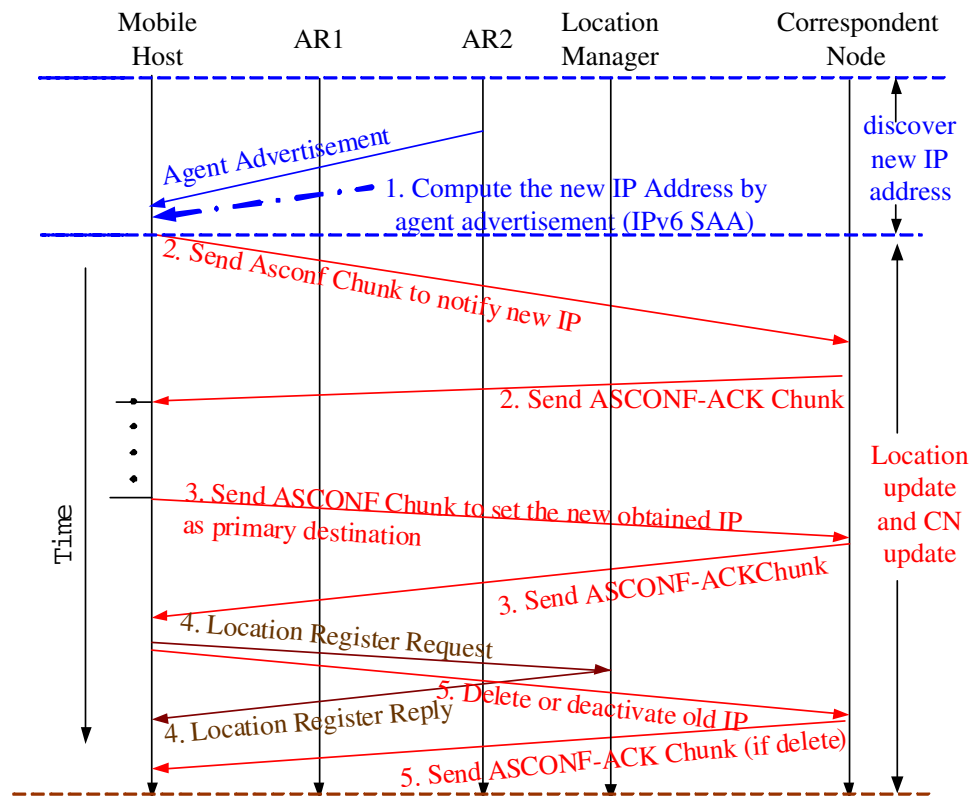 Mobile
Host
AR1
AR2
Location
Manager
Correspondent
Node
discover
new IP
address
Agent Advertisement
1. Compute the new IP Address by
agent advertisement (IPv6 SAA)
2. Send Asconf Chunk to notify new IP
2. Send ASCONF-ACK Chunk
Location
update
and CN
update
3. Send ASCONF Chunk to set the new obtained IP
as primary destination
Time
3. Send ASCONF-ACKChunk
4. Location Register Request
5. Delete or deactivate old IP
4. Location Register Reply
5. Send ASCONF-ACK Chunk (if delete)